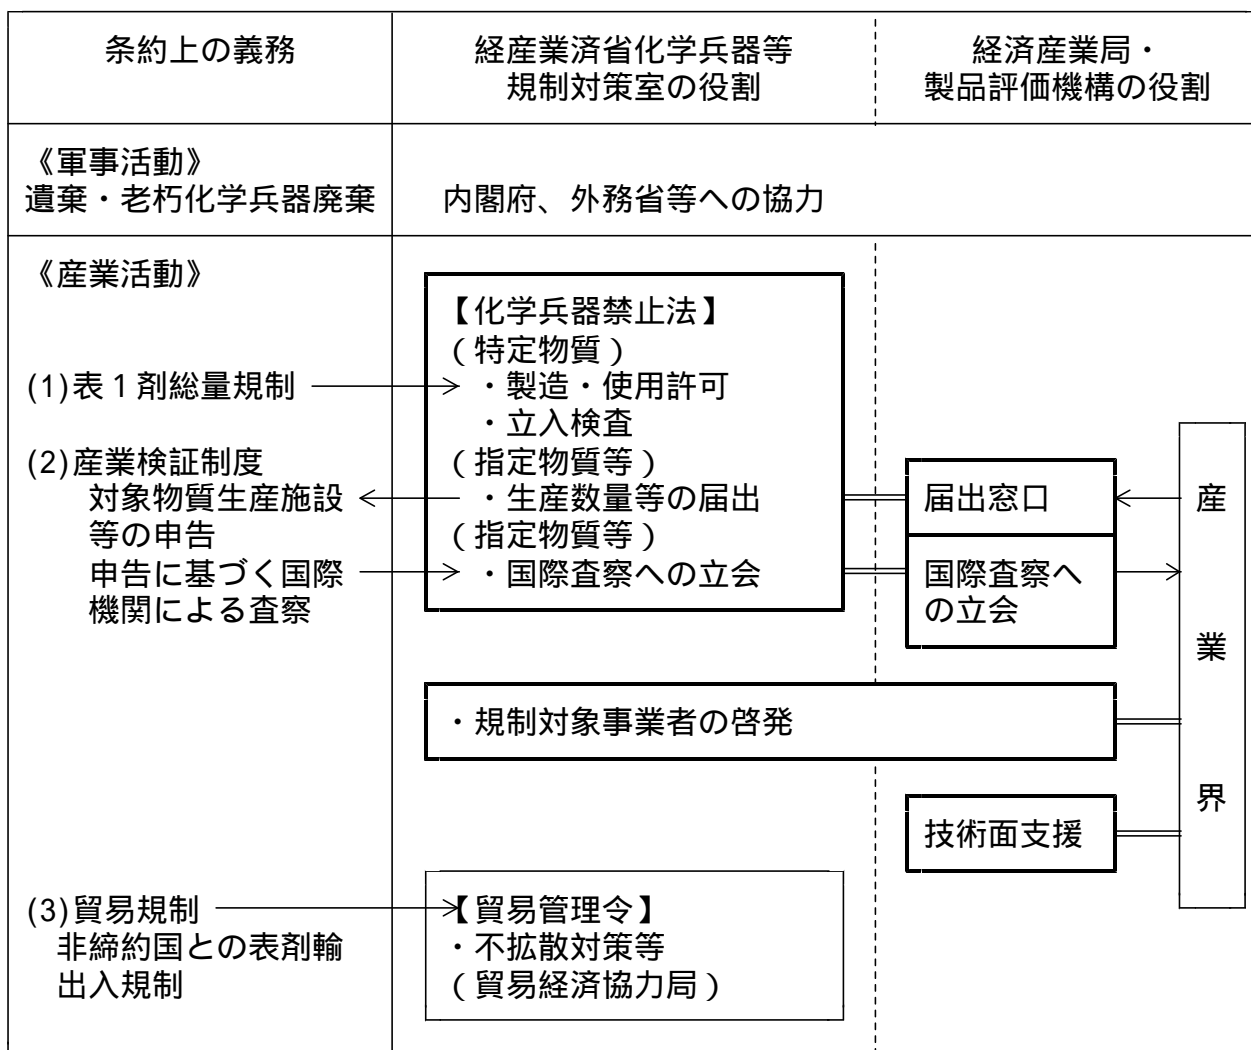 条約上の義務
経産業済省化学兵器等
規制対策室の役割
経済産業局・
製品評価機構の役割
《軍事活動》
遺棄・老朽化学兵器廃棄
内閣府、外務省等への協力
《産業活動》
(1)表1剤総量規制
(2)産業検証制度
対象物質生産施設
等の申告
申告に基づく国際
機関による査察
【化学兵器禁止法】
(特定物質)
・製造・使用許可
・立入検査
(指定物質等)
・生産数量等の届出
(指定物質等)
・国際査察への立会
届出窓口
国際査察へ
の立会
産業界
・規制対象事業者の啓発
技術面支援
(3)貿易規制
非締約国との表剤輸
出入規制
【貿易管理令】
・不拡散対策等
(貿易経済協力局)